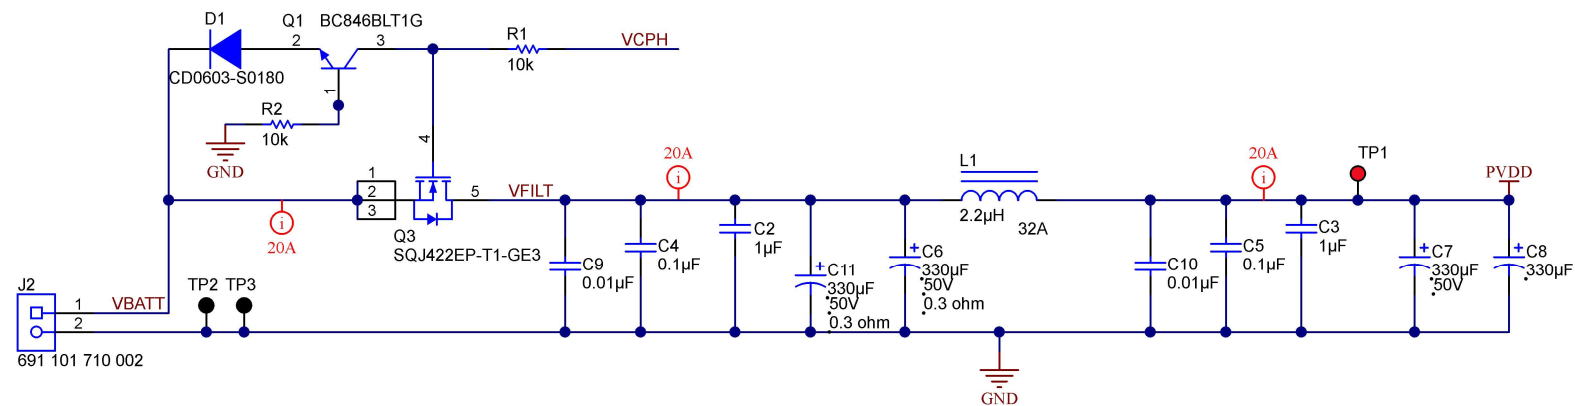 D1
Q1
BC846BLT1G
2
3
R1
VCPH
10k
CD0603-S0180
1
R2
10k
GND
4
20A
i
L1
20A
i
TP1
PVDD
1
2
3
5
VFILT
i
20A
2.2µH
32A
Q3
SQJ422EP-T1-GE3
C9
0.01µF
C4
0.1µF
C2
1µF
+
C11
330µF
50V
0.3 ohm
+
C6
330µF
50V
0.3 ohm
C10
0.01µF
C5
0.1µF
C3
1µF
+
C7
330µF
50V
+
C8
330µF
J2
1
VBATT
2
TP2
TP3
691 101 710 002
GND